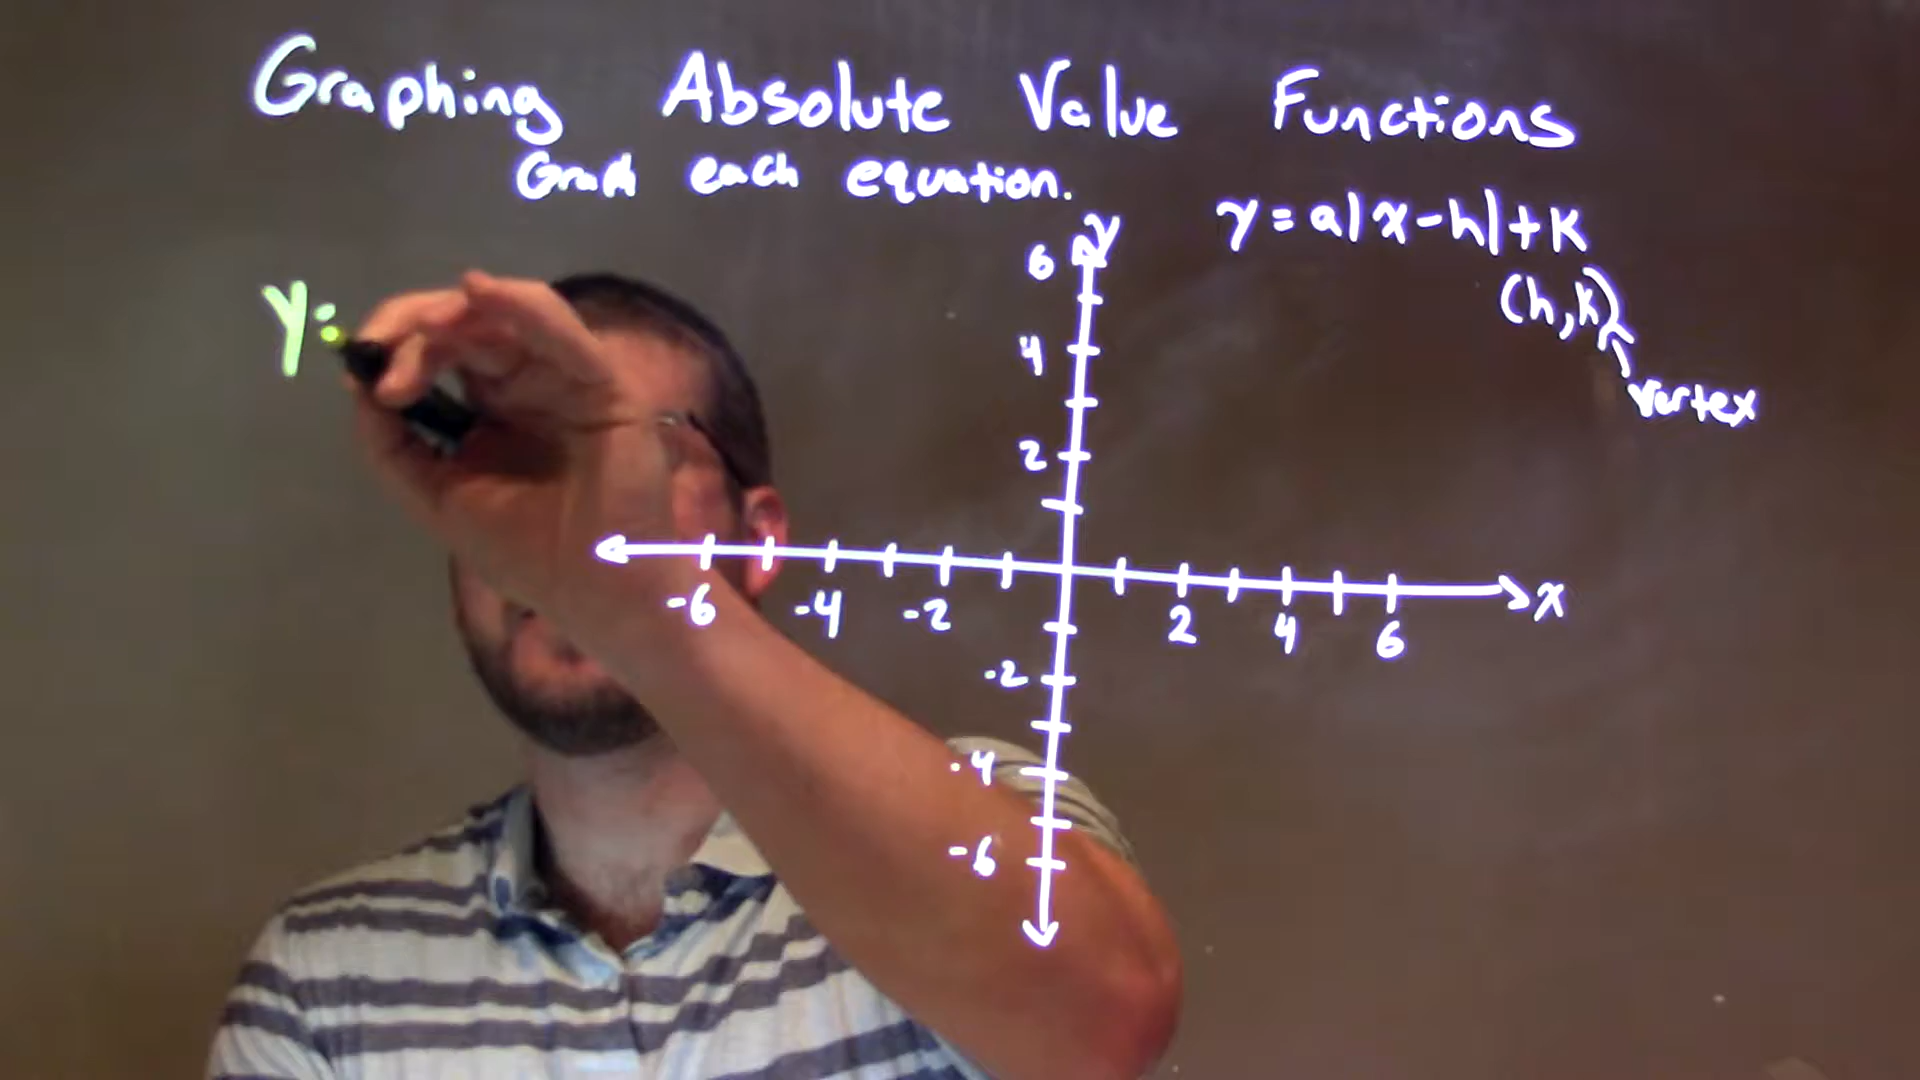 Graphing Absolute Value Functions
Graph each equation.
y = a|x-h|+k
(h,k)
vertex
y=
y
6
4
2
-2
-4
-6
-6 -4 -2 2 4 6 x